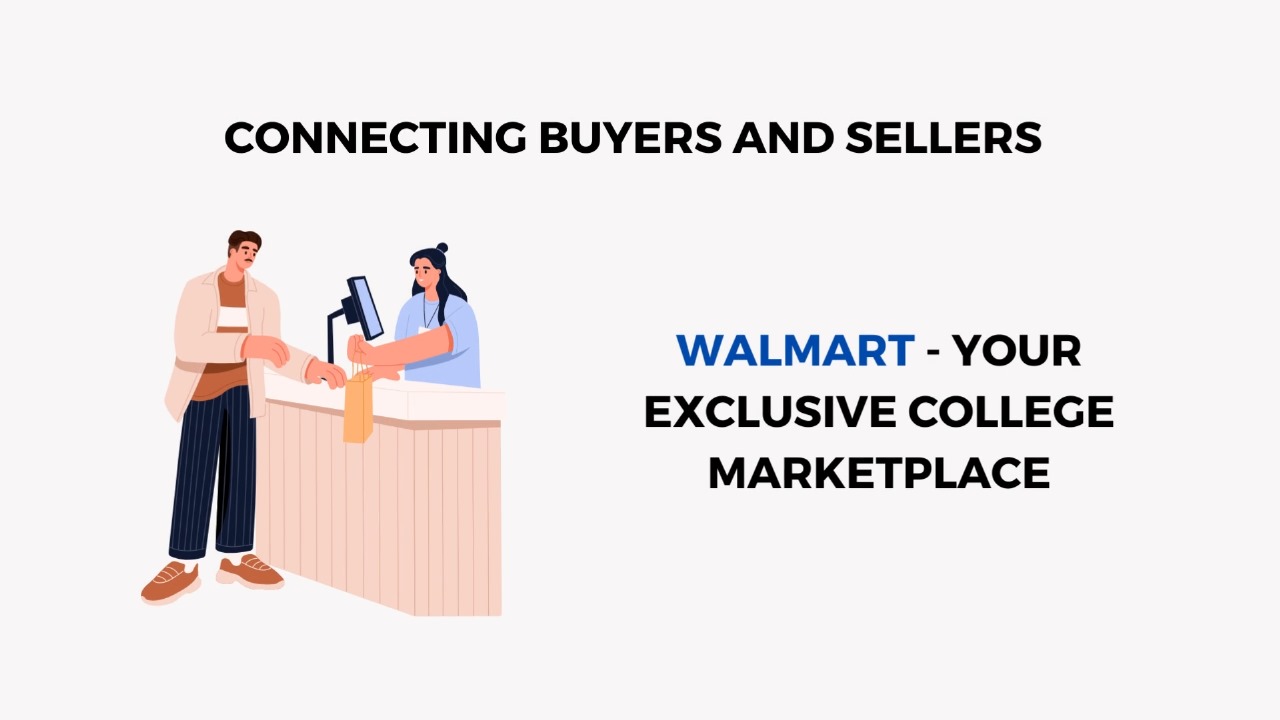 CONNECTING BUYERS AND SELLERS
WALMART - YOUR
EXCLUSIVE COLLEGE
MARKETPLACE